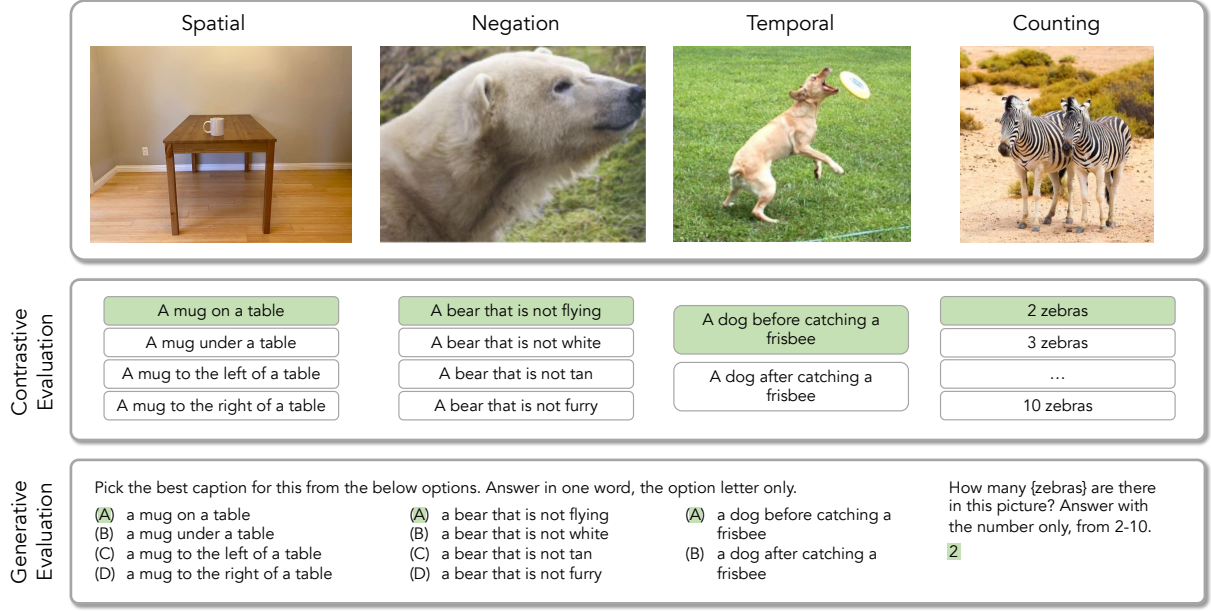 Spatial
Negation
Temporal
Counting
Contrastive
Evaluation
A mug on a table
A mug under a table
A mug to the left of a table
A mug to the right of a table
A bear that is not flying
A bear that is not white
A bear that is not tan
A bear that is not furry
A dog before catching a
frisbee
A dog after catching a
frisbee
2 zebras
3 zebras
...
10 zebras
Generative
Evaluation
Pick the best caption for this from the below options. Answer in one word, the option letter only.
(A) a mug on a table
(B) a mug under a table
(C) a mug to the left of a table
(D) a mug to the right of a table
(A) a bear that is not flying
(B) a bear that is not white
(C) a bear that is not tan
(D) a bear that is not furry
(A) a dog before catching a
frisbee
(B) a dog after catching a
frisbee
How many {zebras} are there
in this picture? Answer with
the number only, from 2-10.
2